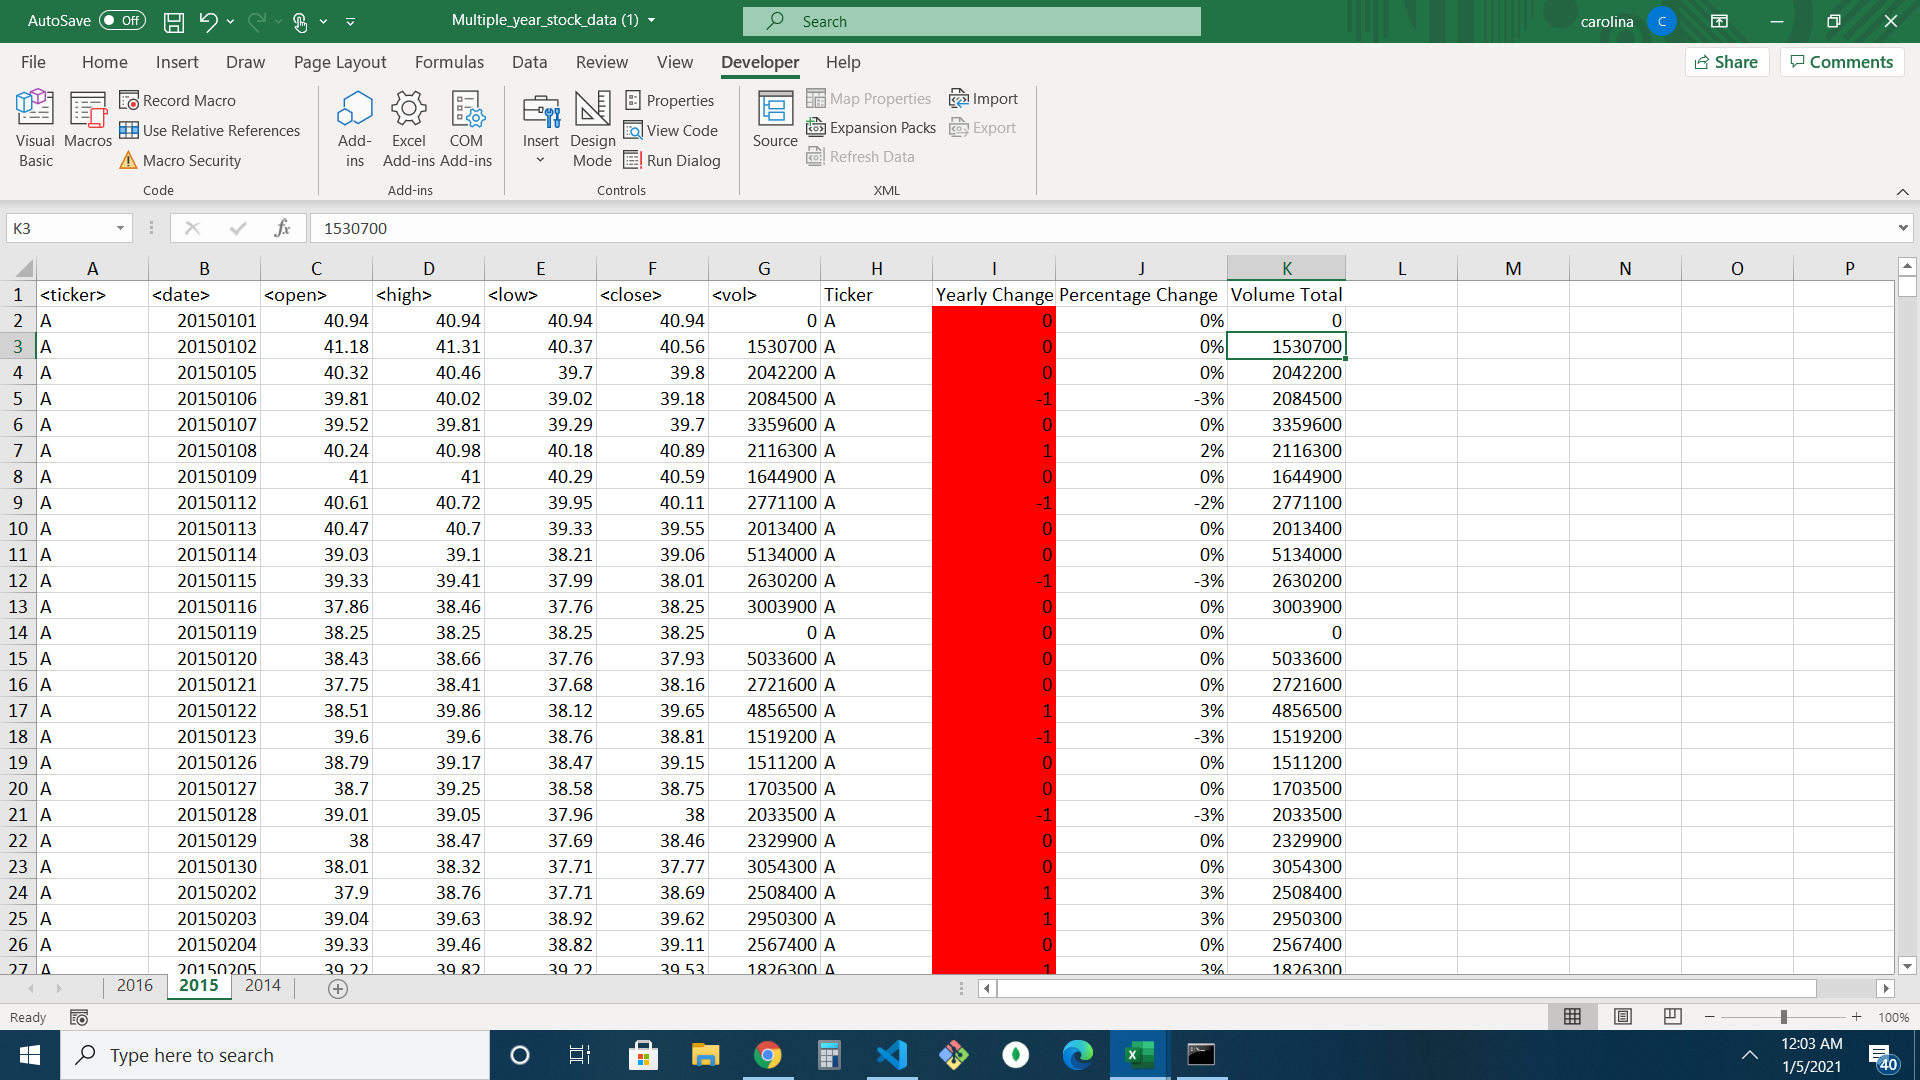 AutoSave Off Multiple_year_stock_data (1) Search carolina C
File Home Insert Draw Page Layout Formulas Data Review View Developer Help Share Comments
Visual Basic Macros Record Macro Use Relative References Macro Security Add-ins Excel Add-ins COM Add-ins Insert Design Mode Properties View Code Run Dialog Source Map Properties Expansion Packs Refresh Data Import Export
Code Add-ins Controls XML
K3 fx 1530700
A B C D E F G H I J K L M N O P
1 <ticker> <date> <open> <high> <low> <close> <vol> Ticker Yearly Change Percentage Change Volume Total
2 A 20150101 40.94 40.94 40.94 40.94 0 A 0 0% 0
3 A 20150102 41.18 41.31 40.37 40.56 1530700 A 0 0% 1530700
4 A 20150105 40.32 40.46 39.7 39.8 2042200 A 0 0% 2042200
5 A 20150106 39.81 40.02 39.02 39.18 2084500 A -1 -3% 2084500
6 A 20150107 39.52 39.81 39.29 39.7 3359600 A 0 0% 3359600
7 A 20150108 40.24 40.98 40.18 40.89 2116300 A 1 2% 2116300
8 A 20150109 41 41 40.29 40.59 1644900 A 0 0% 1644900
9 A 20150112 40.61 40.72 39.95 40.11 2771100 A -1 -2% 2771100
10 A 20150113 40.47 40.7 39.33 39.55 2013400 A 0 0% 2013400
11 A 20150114 39.03 39.1 38.21 39.06 5134000 A 0 0% 5134000
12 A 20150115 39.33 39.41 37.99 38.01 2630200 A -1 -3% 2630200
13 A 20150116 37.86 38.46 37.76 38.25 3003900 A 0 0% 3003900
14 A 20150119 38.25 38.25 38.25 38.25 0 A 0 0% 0
15 A 20150120 38.43 38.66 37.76 37.93 5033600 A 0 0% 5033600
16 A 20150121 37.75 38.41 37.68 38.16 2721600 A 0 0% 2721600
17 A 20150122 38.51 39.86 38.12 39.65 4856500 A 1 3% 4856500
18 A 20150123 39.6 39.6 38.76 38.81 1519200 A -1 -3% 1519200
19 A 20150126 38.79 39.17 38.47 39.15 1511200 A 0 0% 1511200
20 A 20150127 38.7 39.25 38.58 38.75 1703500 A 0 0% 1703500
21 A 20150128 39.01 39.05 37.96 38 2033500 A -1 -3% 2033500
22 A 20150129 38 38.47 37.69 38.46 2329900 A 0 0% 2329900
23 A 20150130 38.01 38.32 37.71 37.77 3054300 A 0 0% 3054300
24 A 20150202 37.9 38.76 37.71 38.69 2508400 A 1 3% 2508400
25 A 20150203 39.04 39.63 38.92 39.62 2950300 A 1 3% 2950300
26 A 20150204 39.33 39.46 38.82 39.11 2567400 A 0 0% 2567400
27 A 20150205 39.22 39.82 39.22 39.53 1826300 A 1 3% 1826300
2016 2015 2014
Ready 100%
Type here to search 12:03 AM
1/5/2021 40